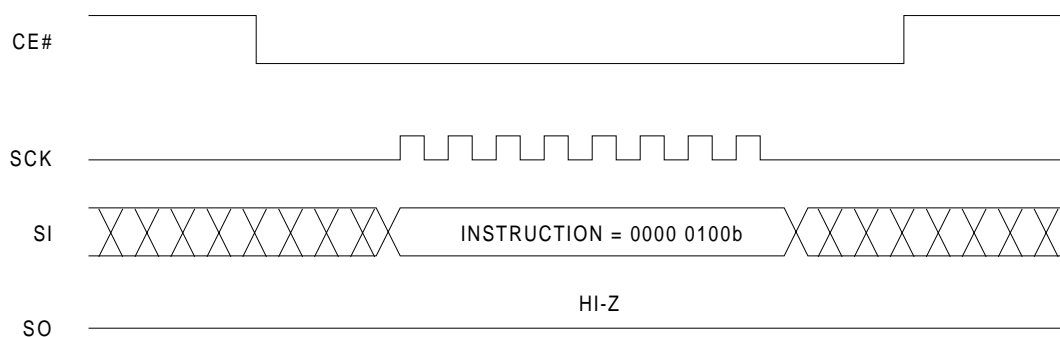 CE#
SCK
SI
INSTRUCTION = 0000 0100b
HI-Z
SO